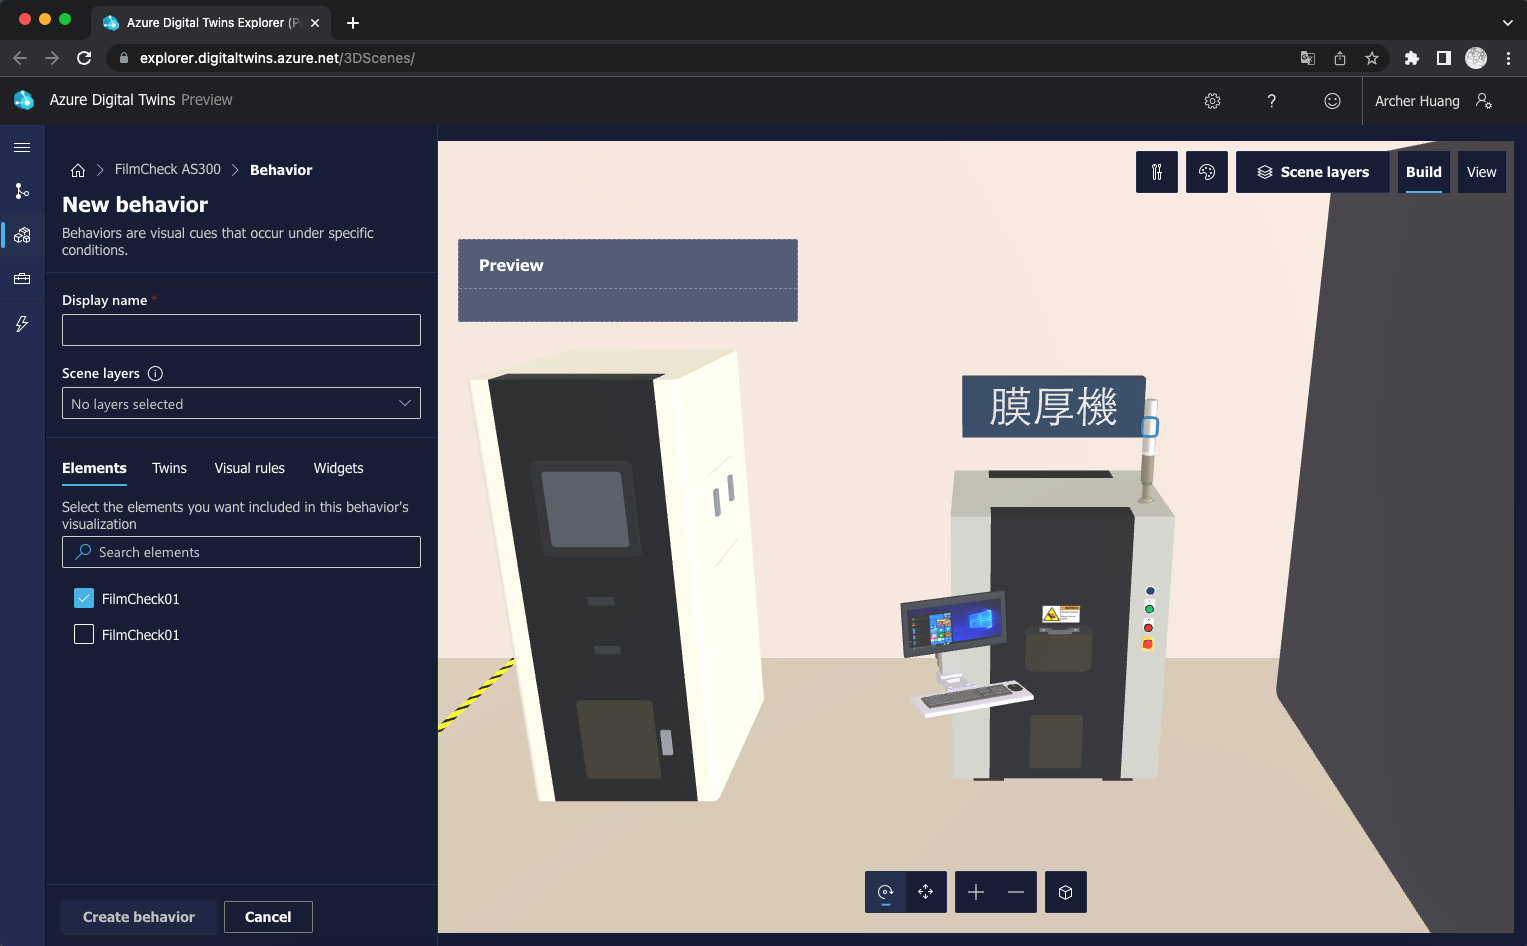 Azure Digital Twins Explorer (P
explorer.digitaltwins.azure.net/3DScenes/
Azure Digital Twins Preview
Archer Huang
FilmCheck AS300 > Behavior
New behavior
Behaviors are visual cues that occur under specific
conditions.
Display name *
Scene layers
No layers selected
Elements Twins Visual rules Widgets
Select the elements you want included in this behavior's
visualization
Search elements
FilmCheck01
FilmCheck01
Create behavior Cancel
Scene layers Build View
Preview
膜厚機